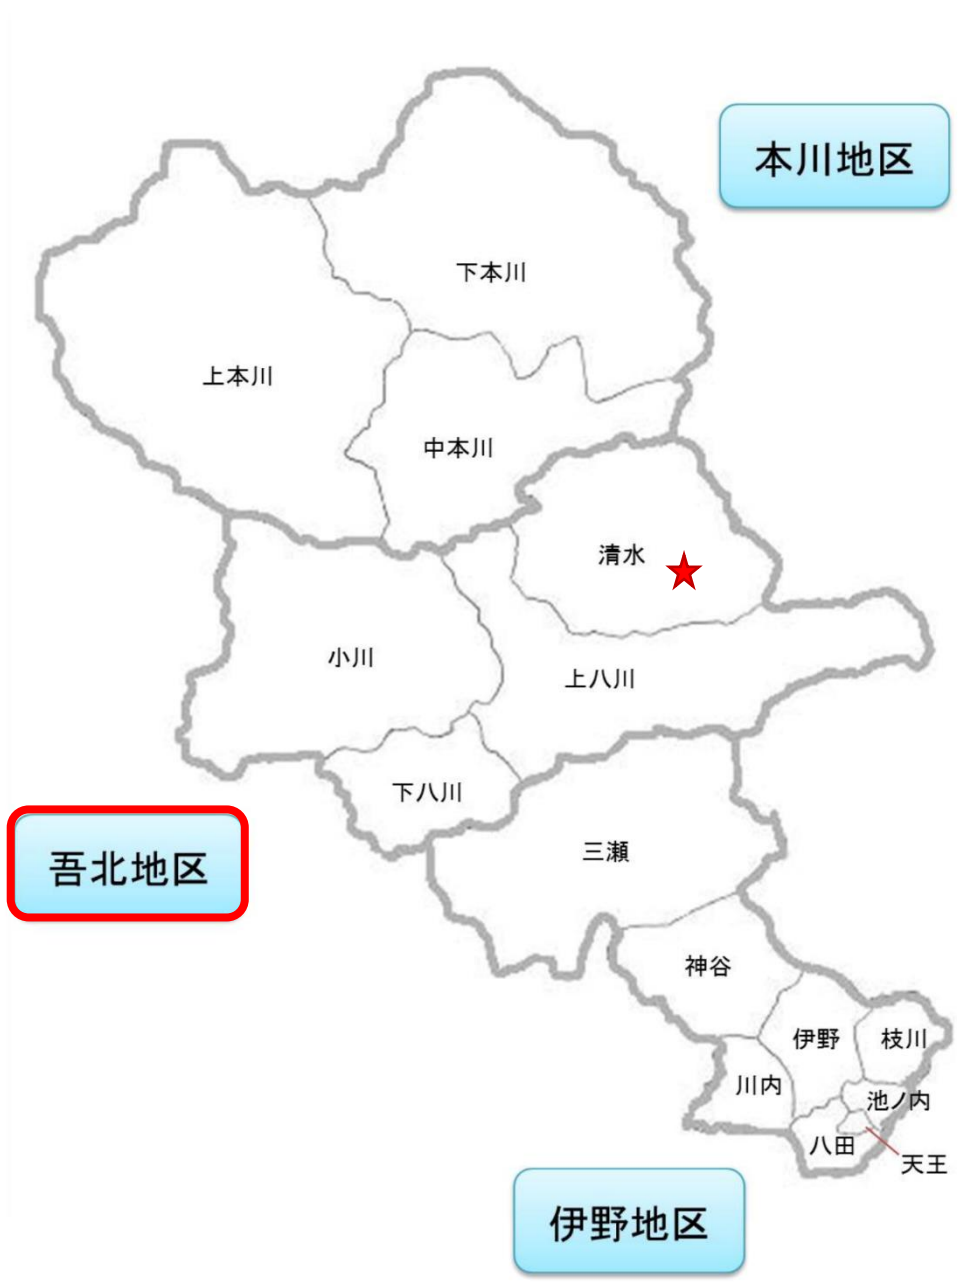 本川地区
下本川
上本川
中本川
清水
小川
上八川
下八川
三瀬
吾北地区
神谷
伊野
枝川
川内
池ノ内
八田
天王
伊野地区